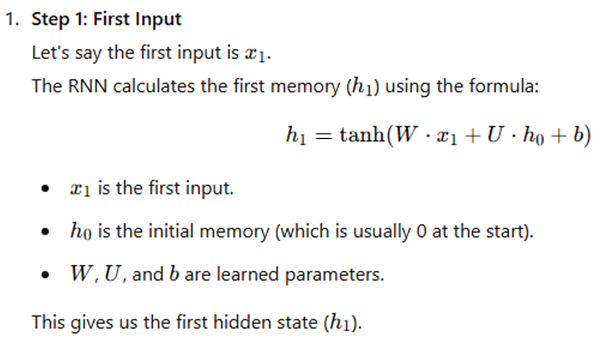 1. Step 1: First Input
Let's say the first input is x₁.
The RNN calculates the first memory (h₁) using the formula:
h₁ = tanh(W · x₁ + U · h₀ + b)
• x₁ is the first input.
• h₀ is the initial memory (which is usually 0 at the start).
• W, U, and b are learned parameters.
This gives us the first hidden state (h₁).